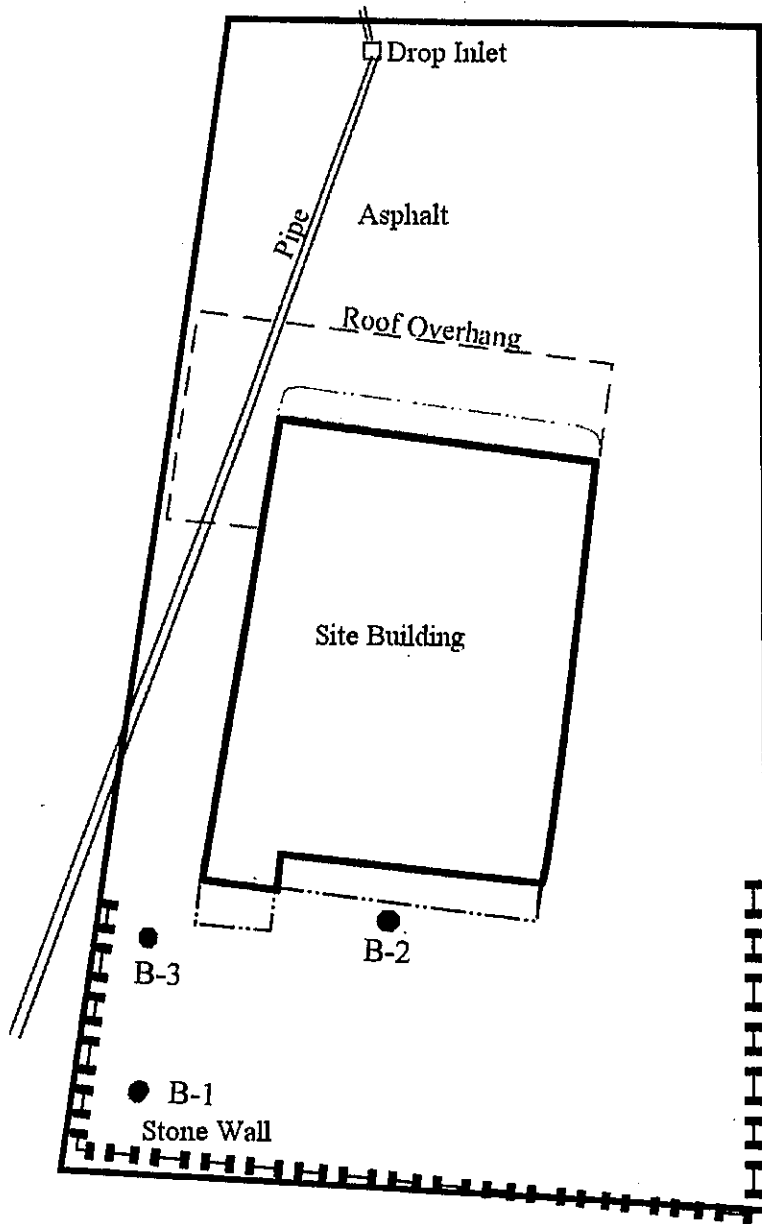 Drop Inlet
Asphalt
Pipe
Roof Overhang
Site Building
B-2
B-3
B-1
Stone Wall